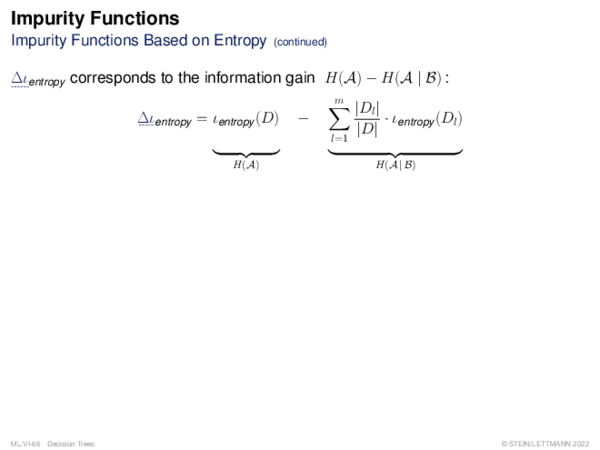 Impurity Functions
Impurity Functions Based on Entropy (continued)
Δι_entropy corresponds to the information gain H(𝒜) − H(𝒜 | ℬ) :
Δι_entropy = ι_entropy(D) − ∑_{l=1}^{m} |D_l| / |D| · ι_entropy(D_l)
H(𝒜) H(𝒜 | ℬ)
ML:VI-66 Decision Trees © STEIN/LETTMANN 2022